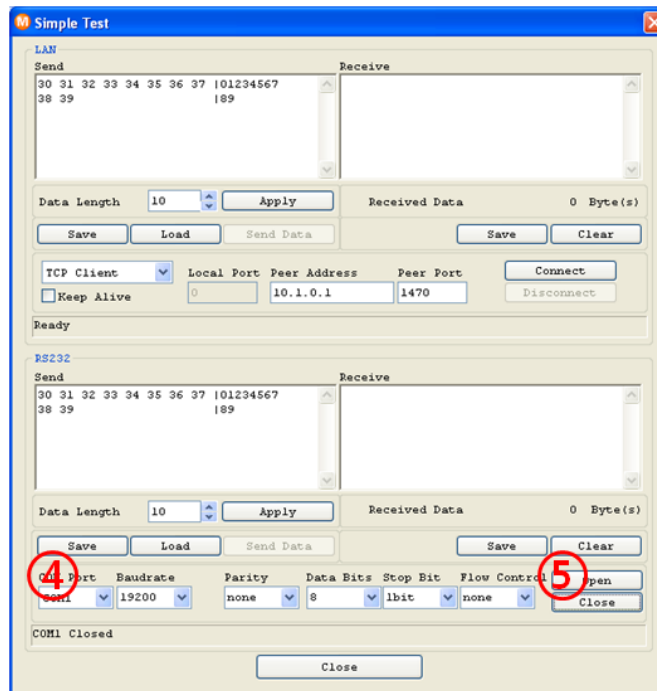 Simple Test
LAN
Send Receive
30 31 32 33 34 35 36 37 |01234567
38 39 |89
Data Length 10 Apply Received Data 0 Byte(s)
Save Load Send Data Save Clear
TCP Client Local Port Peer Address Peer Port Connect
Keep Alive 0 10.1.0.1 1470 Disconnect
Ready
RS232
Send Receive
30 31 32 33 34 35 36 37 |01234567
38 39 |89
Data Length 10 Apply Received Data 0 Byte(s)
Save Load Send Data Save Clear
④ Port Baudrate Parity Data Bits Stop Bit Flow Control ⑤ Open
COM1 19200 none 8 1bit none Close
COM1 Closed
Close